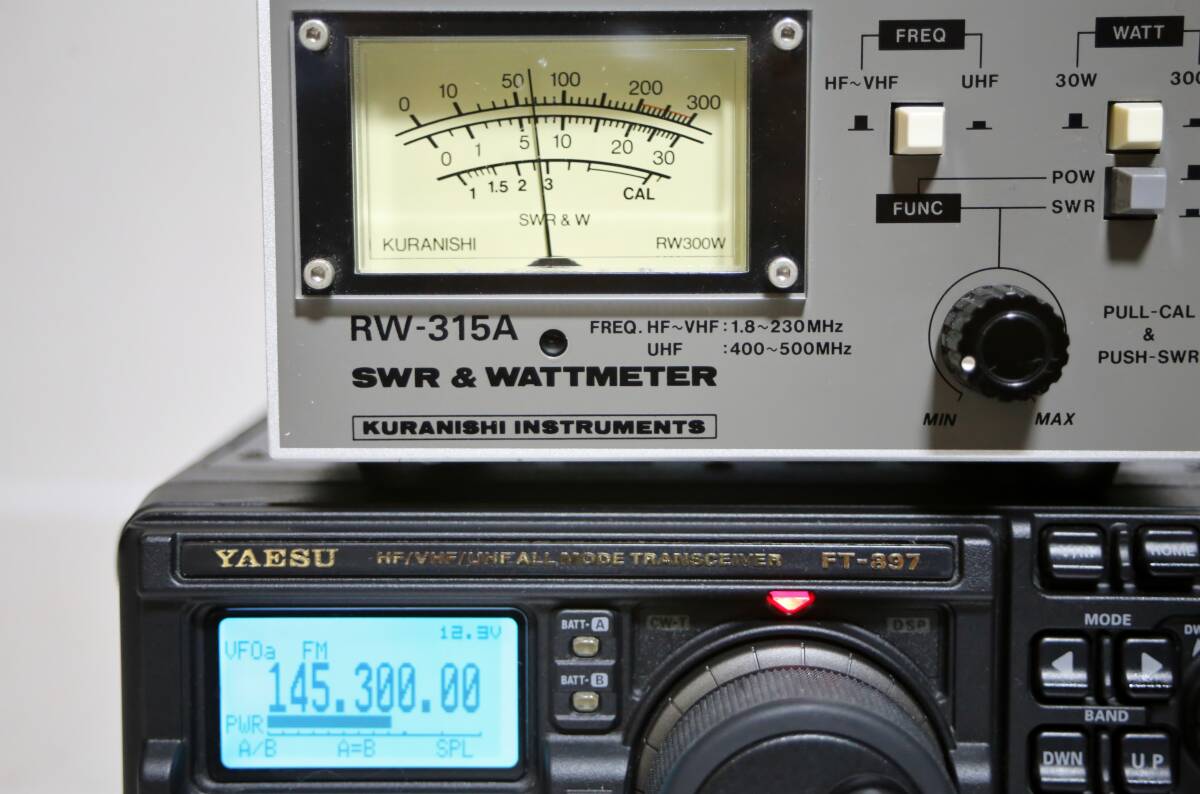 FREQ
WATT
HF~VHF UHF
30W 300
0 10 50 100 200 300
0 1 5 10 20 30
1 1.5 2 3 CAL
SWR & W
KURANISHI RW300W
POW
FUNC SWR
RW-315A
FREQ. HF~VHF : 1.8~230MHz
UHF : 400~500MHz
SWR & WATTMETER
KURANISHI INSTRUMENTS
PULL-CAL
&
PUSH-SWR
MIN MAX
YAESU HF/VHF/UHF ALL MODE TRANSCEIVER FT-897
HOME
12.3V
VFOa FM
145.300.00
PWR
A/B A=B SPL
BATT-A
BATT-B
CW-T DSP
MODE
BAND
DWN UP